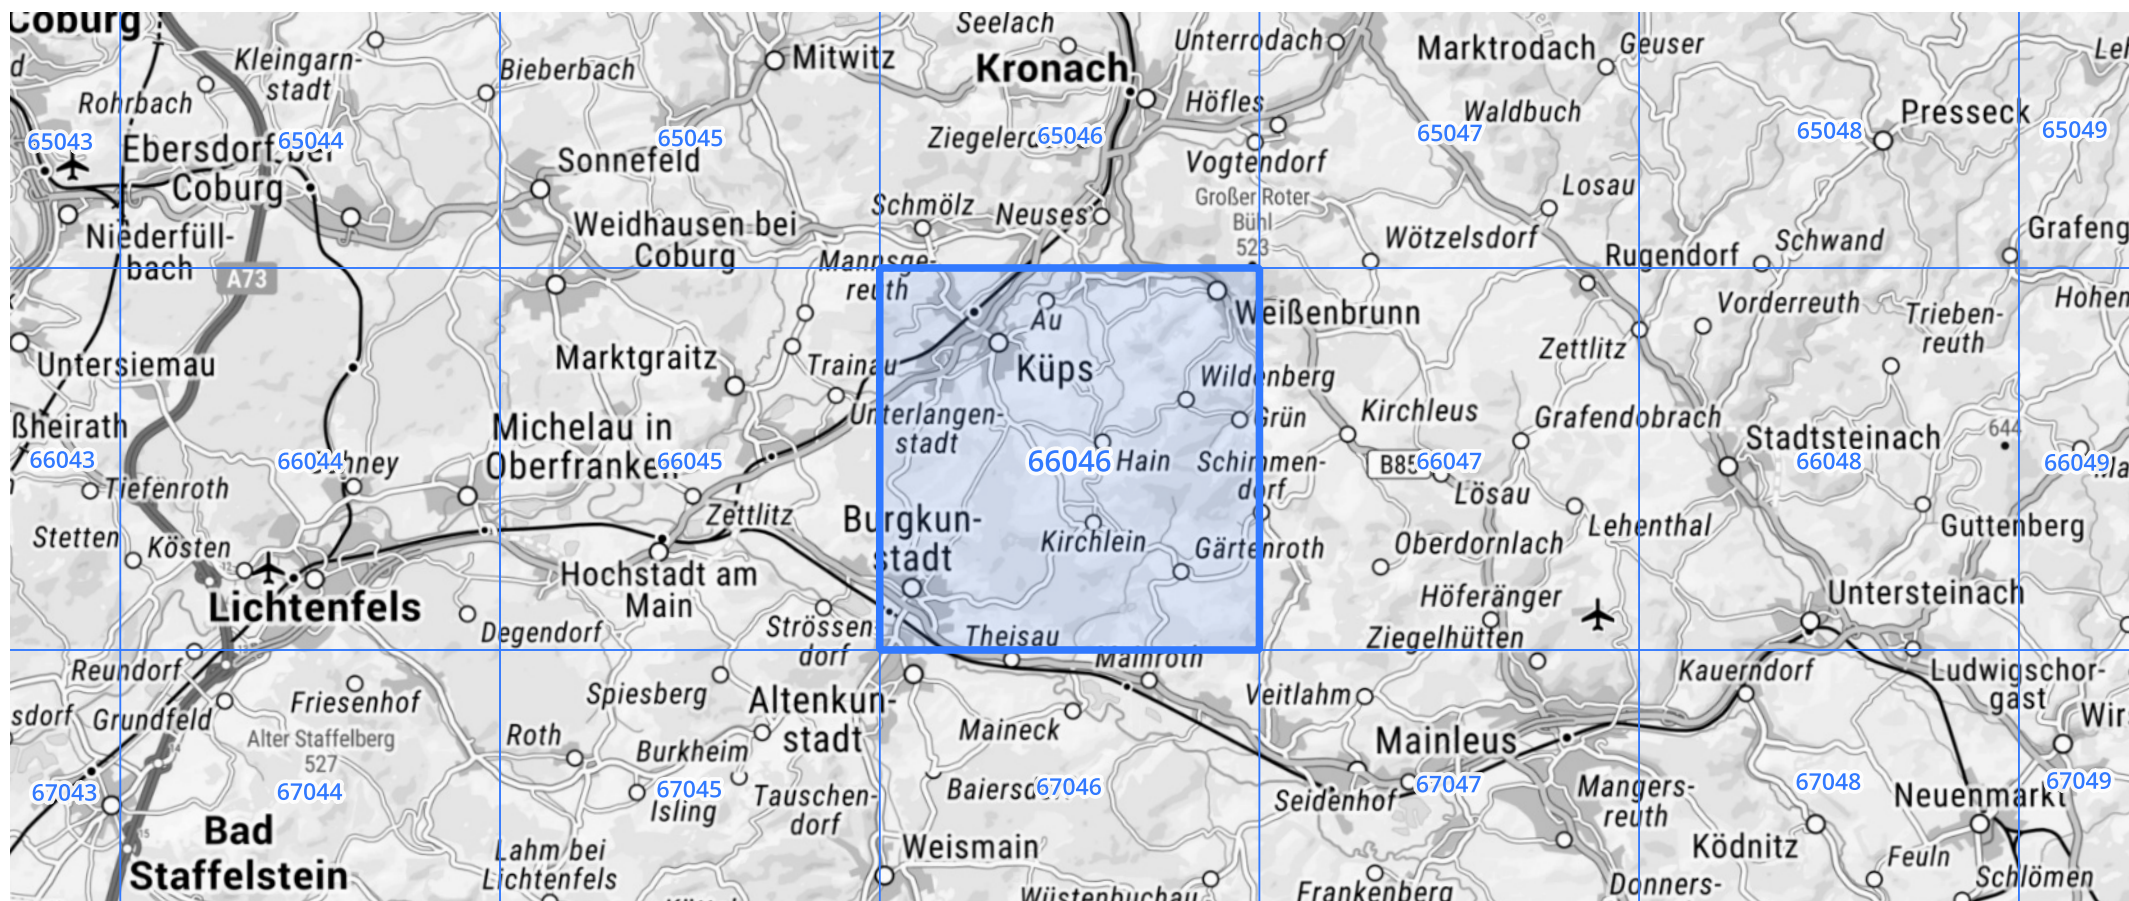 Coburg
Kleingarn-
stadt
Rohrbach
65043
65044
Ebersdorf bei
Coburg
Niederfüll-
bach
A73
Bieberbach
Mitwitz
65045
Sonnefeld
Weidhausen bei
Coburg
Seelach
Kronach
Unterrodach
Höfles
65046
Vogtendorf
Schmölz
Neuses
Großer Roter
Bühl
523
Mannsge-
reuth
Marktrodach
Geuser
Waldbuch
65047
Losau
Wötzelsdorf
Rugendorf
Schwand
65048
Presseck
65049
Grafeng
Hohen
Untersiemau
ßheirath
66043
Tiefenroth
Stetten
Kösten
66044
Lichtenfels
Marktgraitz
Trainau
Michelau in
Oberfranken
66045
Zettlitz
Hochstadt am
Main
Degendorf
Strössen-
dorf
Au
Küps
Unterlangen-
stadt
66046
Hain
Burgkun-
stadt
Kirchlein
Theisau
Weißenbrunn
Wildenberg
Grün
Schimmen-
dorf
Gärtenroth
Kirchleus
B85
66047
Lösau
Oberdornlach
Höferänger
Ziegelhütten
Zettlitz
Grafendobrach
Lehenthal
Vorderreuth
Trieben-
reuth
Stadtsteinach
66048
644
66049
Guttenberg
Untersteinach
Reundorf
sdorf
Grundfeld
67043
Friesenhof
Alter Staffelberg
527
67044
Bad
Staffelstein
Spiesberg
Roth
Burkheim
67045
Isling
Tauschen-
dorf
Lahm bei
Lichtenfels
Altenkun-
stadt
Mainroth
Maineck
67046
Weismain
Wüstenbuchau
Veitlahm
Mainleus
Seidenhof
67047
Mangers-
reuth
Frankenberg
Donners-
Kauerndorf
Ludwigschor-
gast
Wir
67048
67049
Neuenmarkt
Ködnitz
Feuln
Schlömen